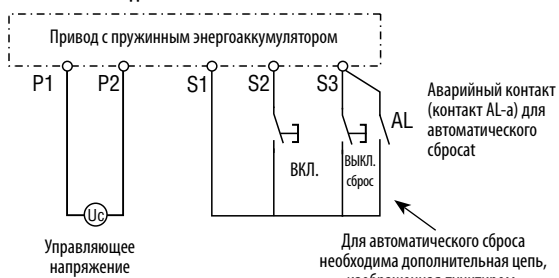 Привод с пружинным энергоаккумулятором
P1 P2 S1 S2 S3
AL
Аварийный контакт
(контакт AL-a) для
автоматического
сбросat
ВКЛ.
ВЫКЛ.
сброс
Uc
Управляющее
напряжение
Для автоматического сброса
необходима дополнительная цепь,